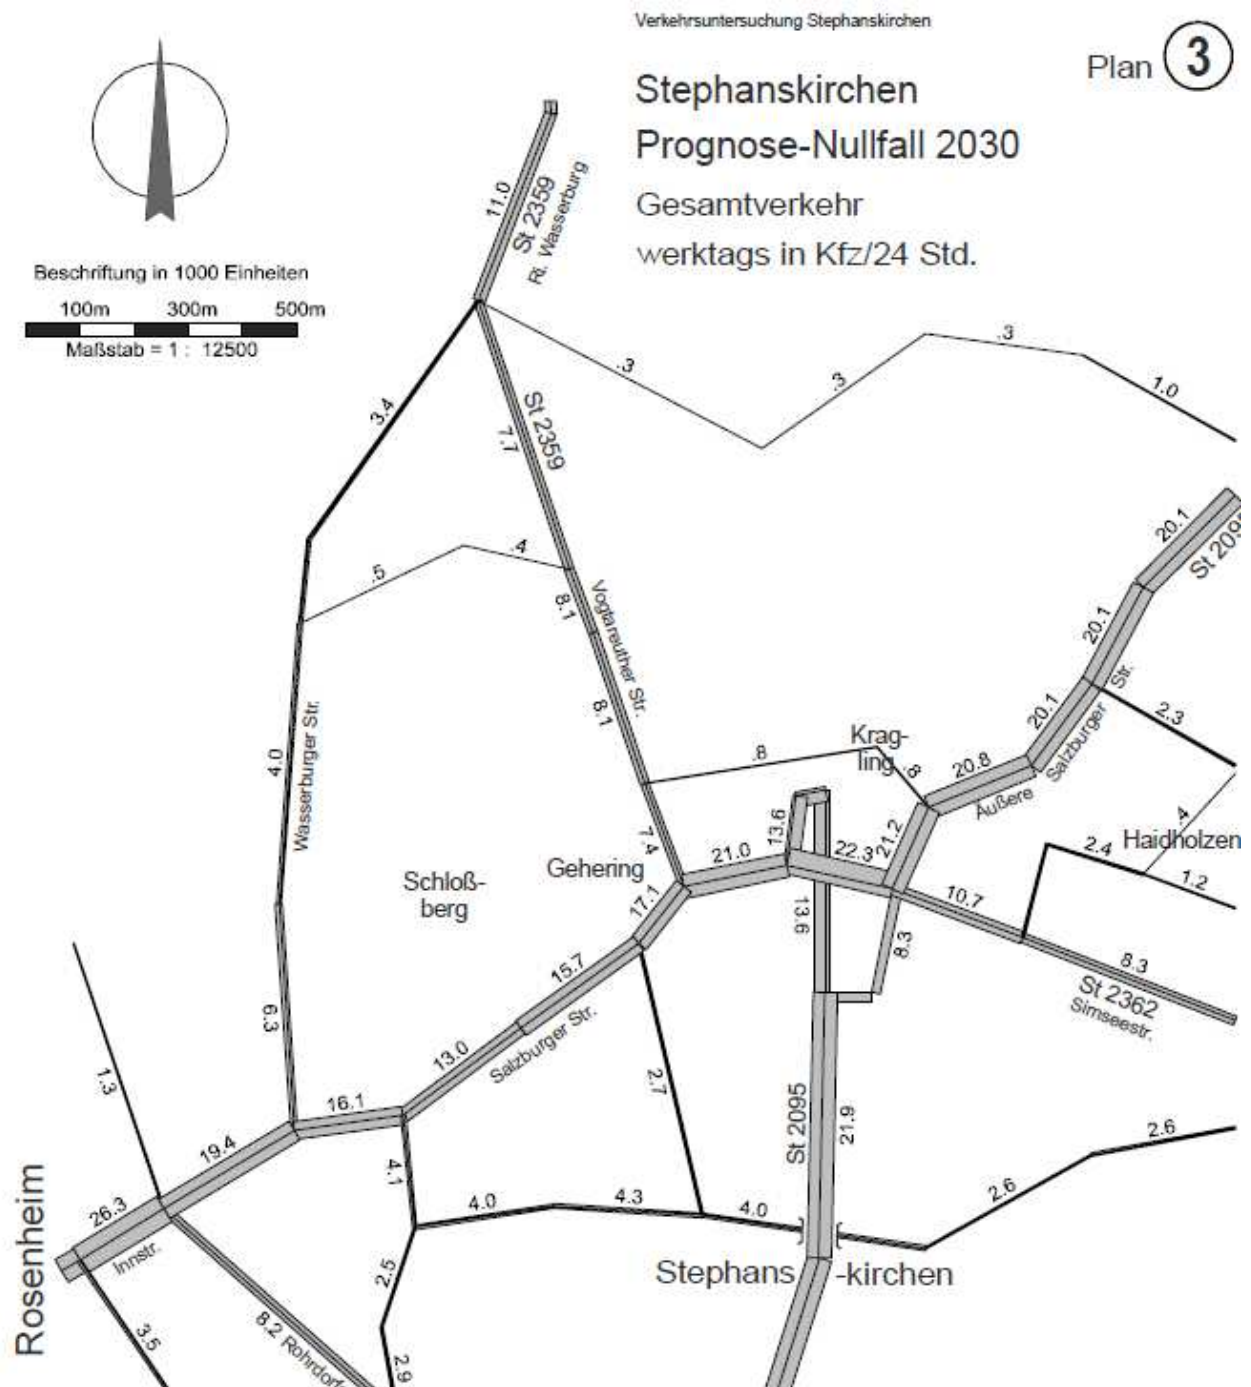 Verkehrsuntersuchung Stephanskirchen
Plan 3
Stephanskirchen
Prognose-Nullfall 2030
Gesamtverkehr
werktags in Kfz/24 Std.
Beschriftung in 1000 Einheiten
100m 300m 500m
Maßstab = 1 : 12500
11.0
St 2359
Ri. Wasserburg
.3
.3
.3
1.0
3.4
7.7
St 2359
.5
.4
8.1
Vogtareuther Str.
8.1
20.1
St 209
20.1
20.1
Str.
2.3
4.0
Wasserburger Str.
.8
Krag-
ling
.8
20.8
Äußere
Salzburger
7.4
Gehering
21.0
13.6
22.3
21.2
.4
Haidholzen
2.4
1.2
Schloß-
berg
17.1
13.6
8.3
10.7
8.3
St 2362
Simseestr.
15.7
13.0
Salzburger Str.
6.3
1.3
16.1
19.4
2.7
St 2095
21.9
2.6
2.6
4.1
4.0
4.3
4.0
26.3
Innstr.
Rosenheim
Stephans -kirchen
2.5
3.5
8.2 Rohrdorf
2.9